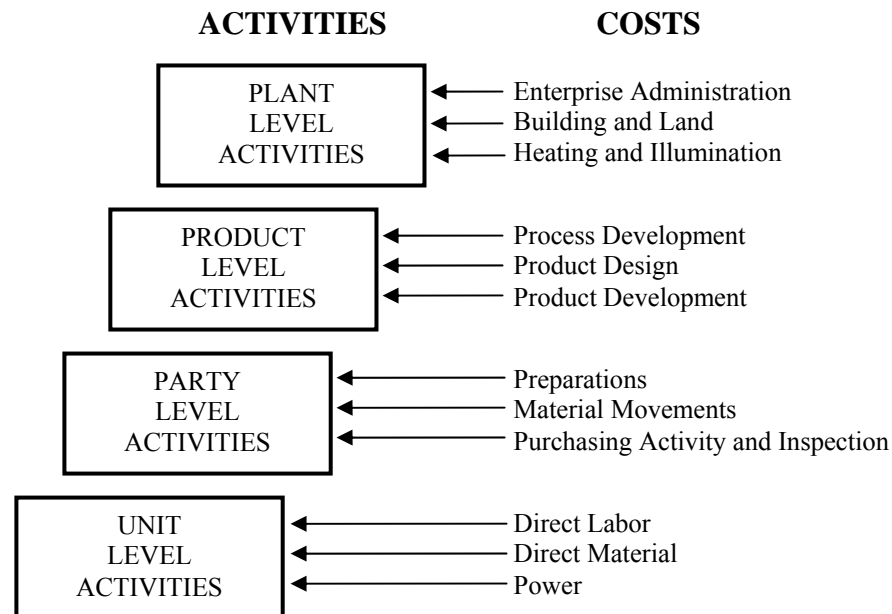 ACTIVITIES COSTS
PLANT
LEVEL
ACTIVITIES
Enterprise Administration
Building and Land
Heating and Illumination
PRODUCT
LEVEL
ACTIVITIES
Process Development
Product Design
Product Development
PARTY
LEVEL
ACTIVITIES
Preparations
Material Movements
Purchasing Activity and Inspection
UNIT
LEVEL
ACTIVITIES
Direct Labor
Direct Material
Power